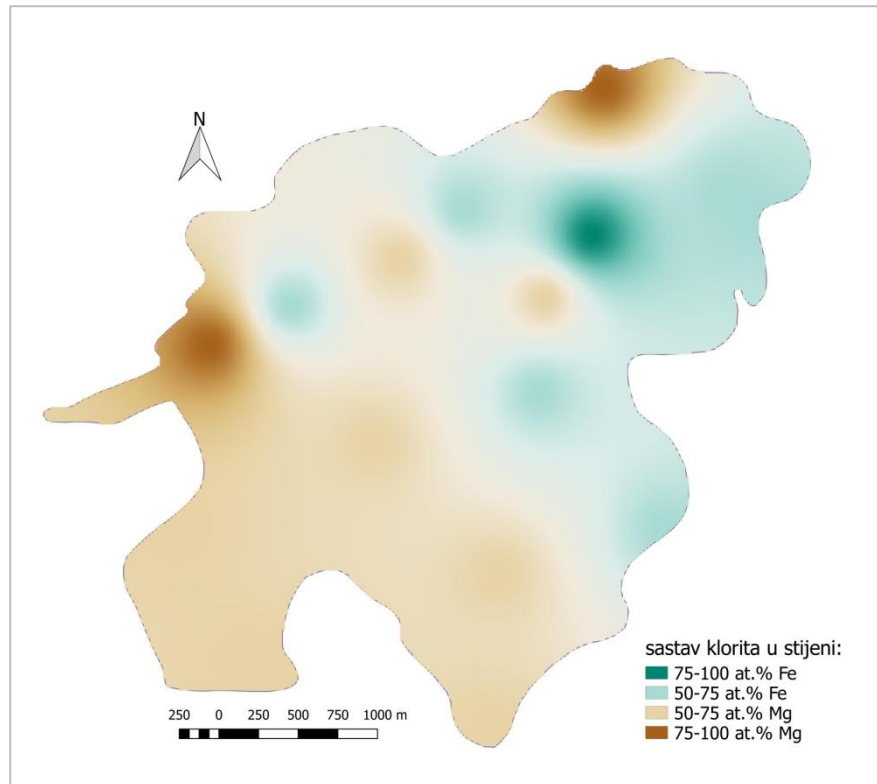 N
sastav klorita u stijeni:
75-100 at.% Fe
50-75 at.% Fe
50-75 at.% Mg
75-100 at.% Mg
250 0 250 500 750 1000 m